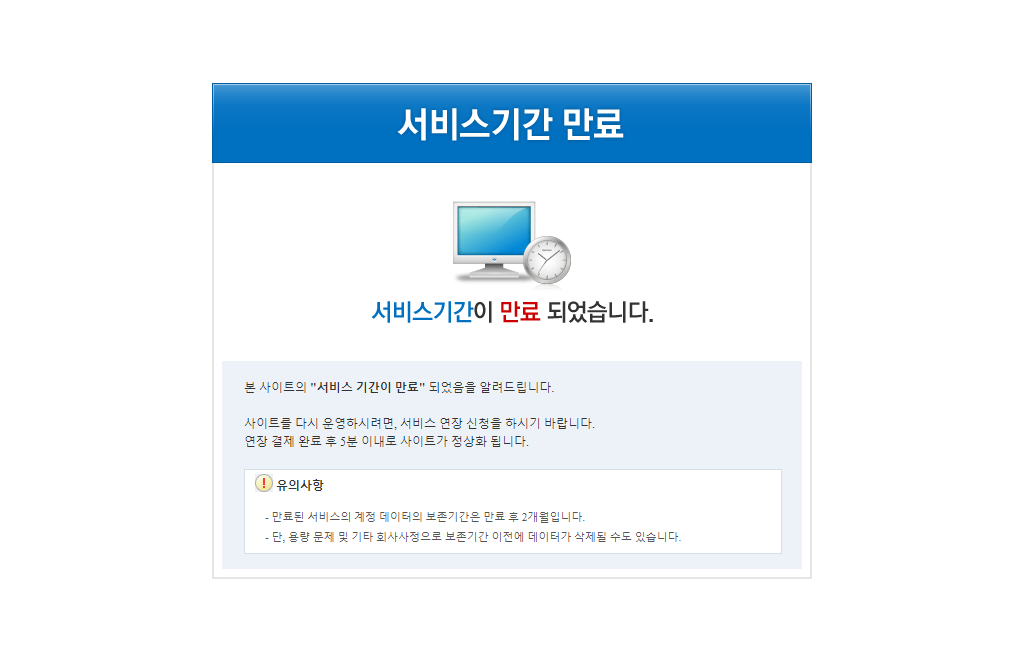 서비스기간 만료
서비스기간이 만료 되었습니다.
본 사이트의 "서비스 기간이 만료" 되었음을 알려드립니다.
사이트를 다시 운영하시려면, 서비스 연장 신청을 하시기 바랍니다.
연장 결제 완료 후 5분 이내로 사이트가 정상화 됩니다.
유의사항
- 만료된 서비스의 계정 데이터의 보존기간은 만료 후 2개월입니다.
- 단, 용량 문제 및 기타 회사사정으로 보존기간 이전에 데이터가 삭제될 수도 있습니다.